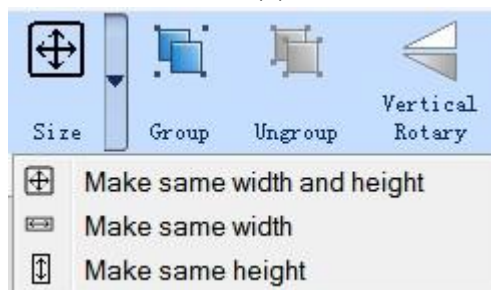 Size
Group
Ungroup
Vertical
Rotary
Make same width and height
Make same width
Make same height